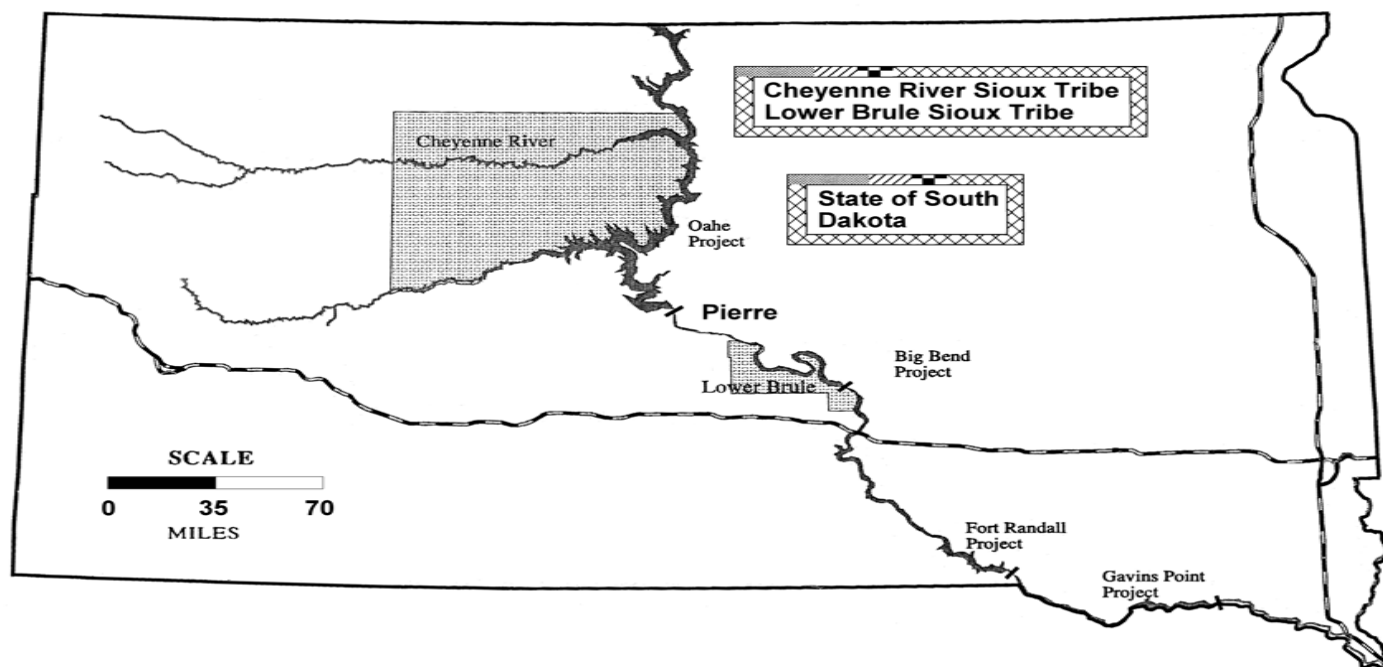 Cheyenne River Sioux Tribe
Lower Brule Sioux Tribe
Cheyenne River
State of South
Dakota
Oahe
Project
Pierre
Big Bend
Project
Lower Brule
SCALE
0 35 70
MILES
Fort Randall
Project
Gavins Point
Project